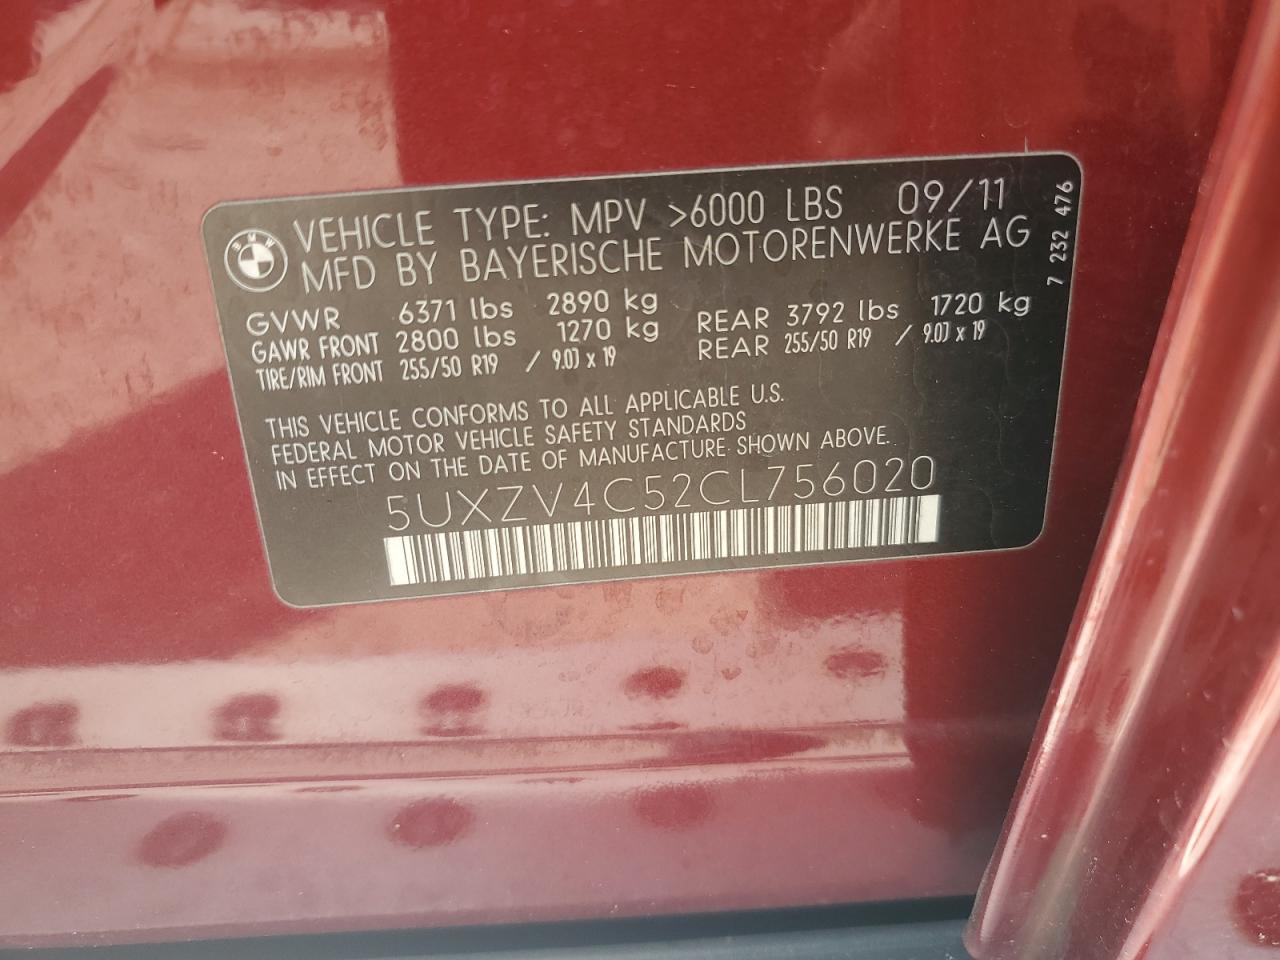 BMW
VEHICLE TYPE: MPV >6000 LBS 09/11
MFD BY BAYERISCHE MOTORENWERKE AG
GVWR 6371 lbs 2890 kg
GAWR FRONT 2800 lbs 1270 kg REAR 3792 lbs 1720 kg
TIRE/RIM FRONT 255/50 R19 / 9.0J x 19 REAR 255/50 R19 / 9.0J x 19
THIS VEHICLE CONFORMS TO ALL APPLICABLE U.S.
FEDERAL MOTOR VEHICLE SAFETY STANDARDS
IN EFFECT ON THE DATE OF MANUFACTURE SHOWN ABOVE.
5UXZV4C52CL756020
7 232 476